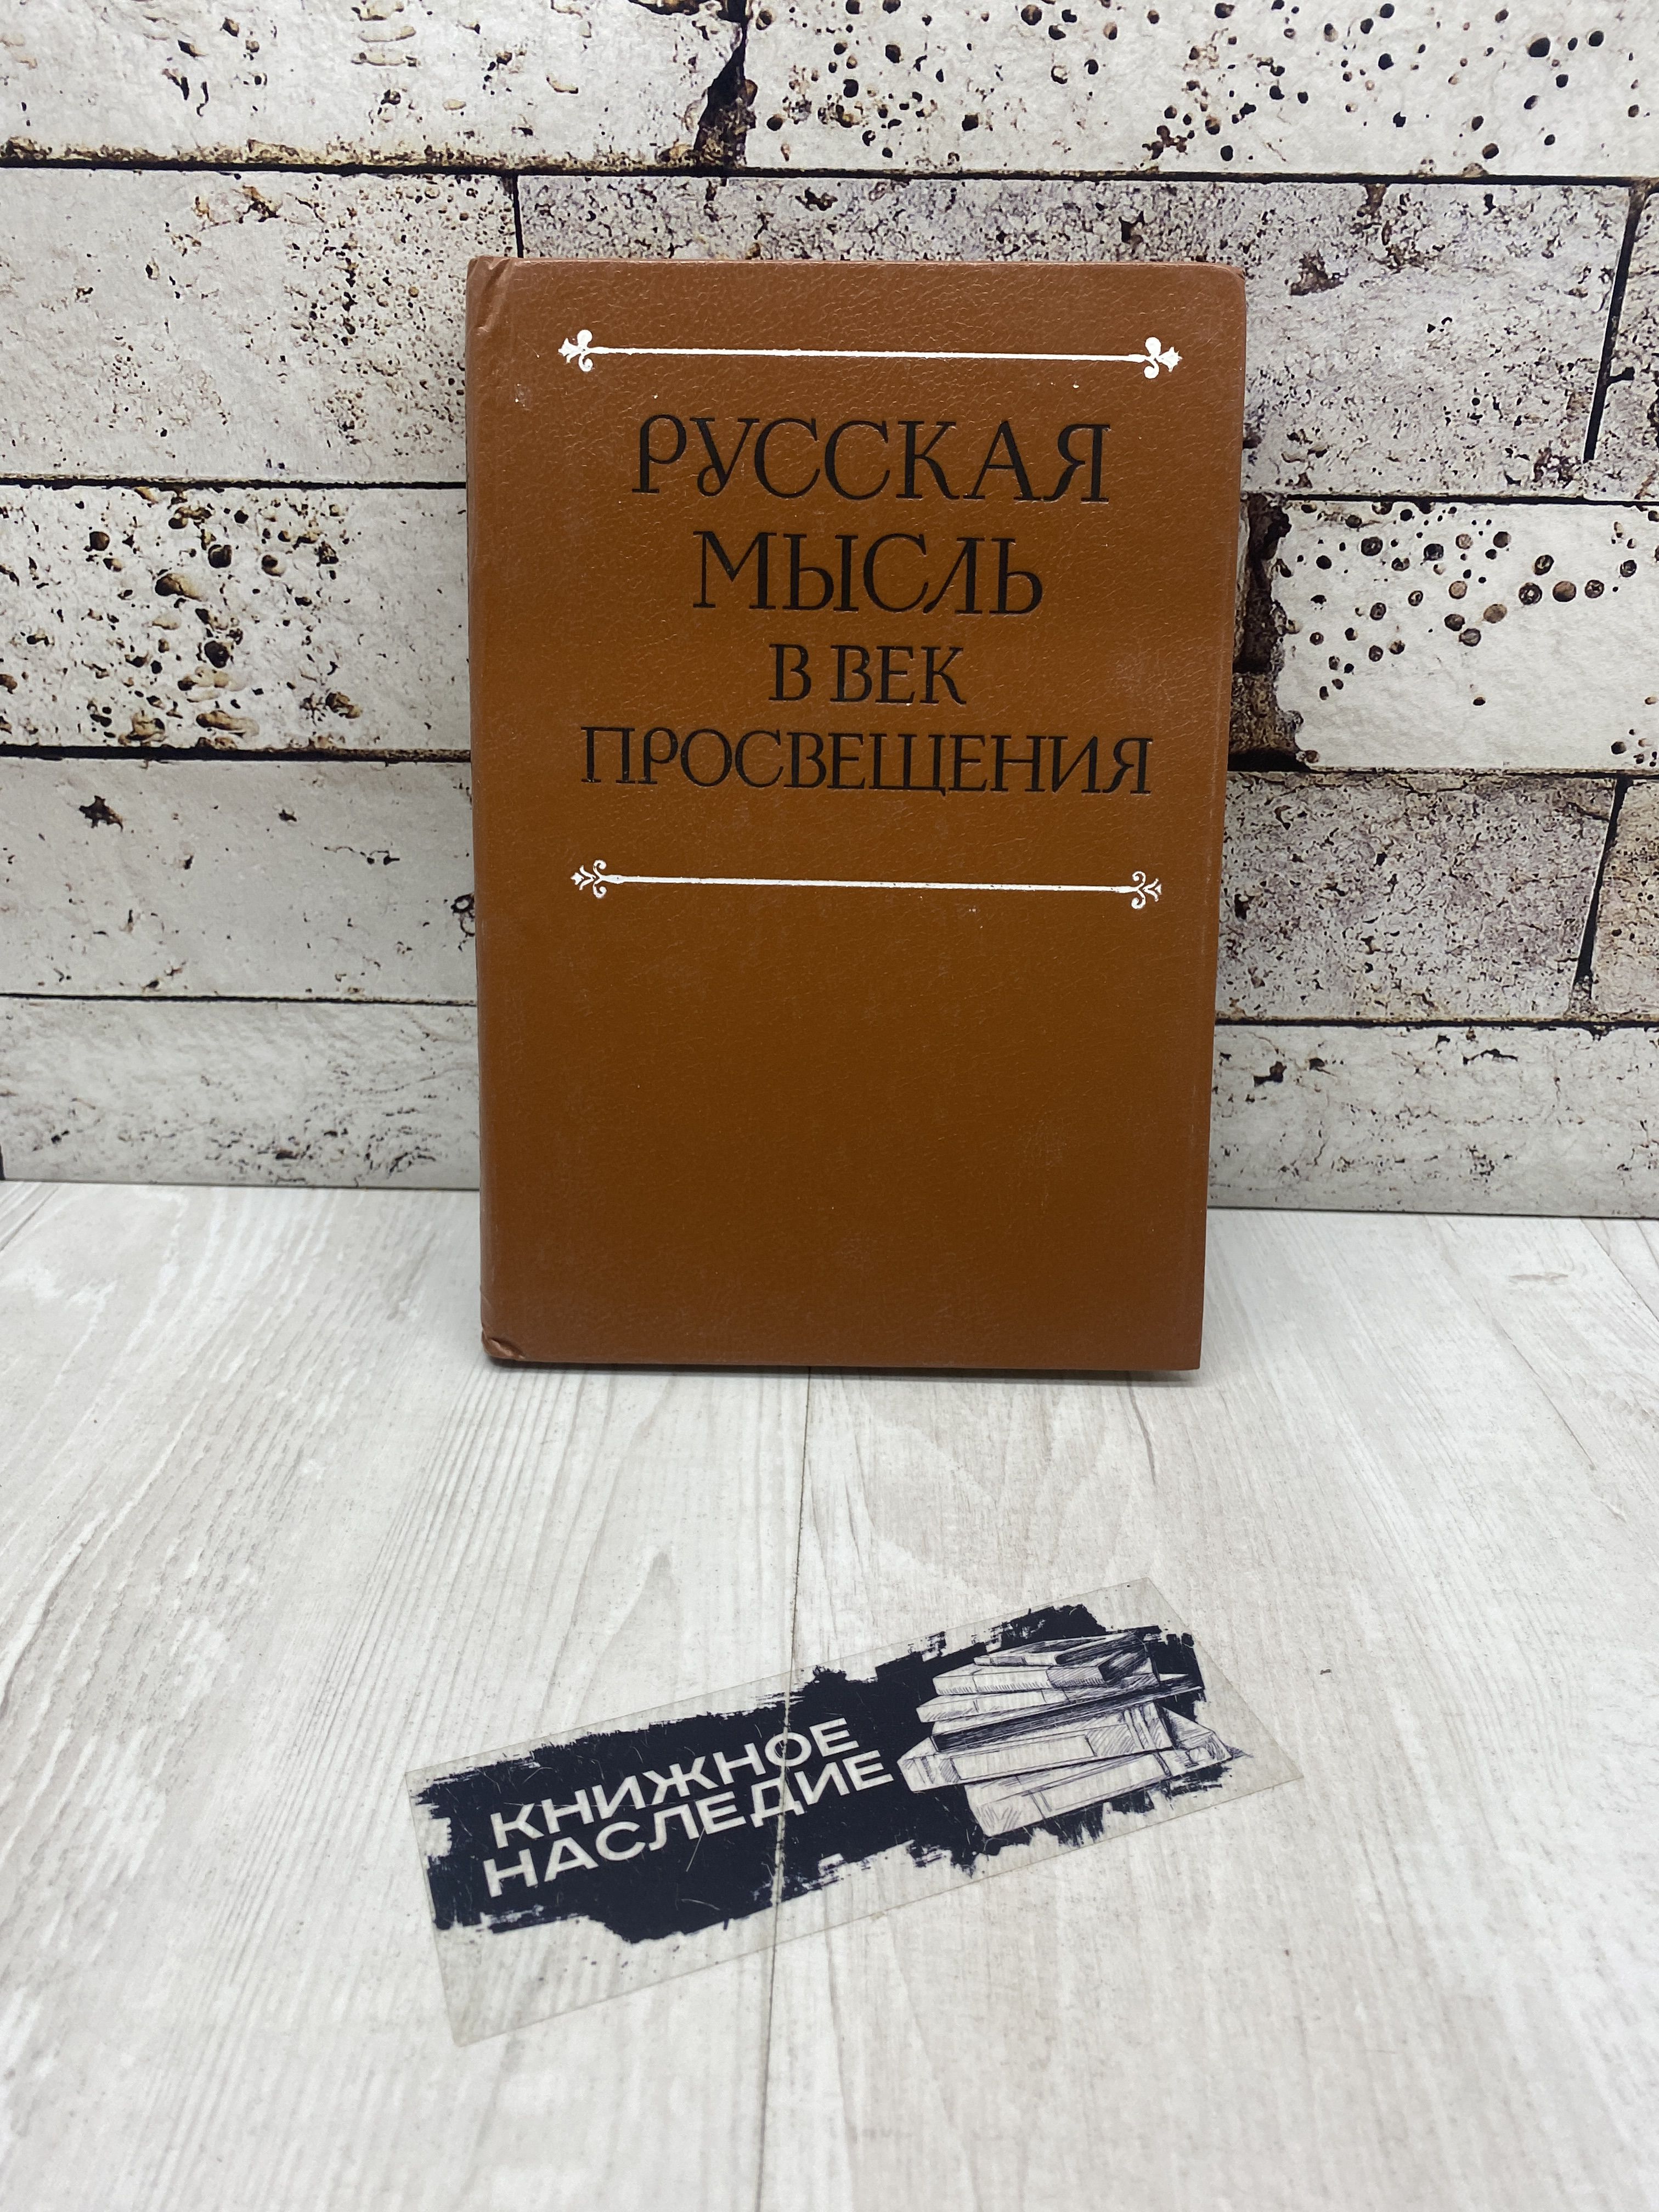 РУССКАЯ
МЫСЛЬ
В ВЕК
ПРОСВЕЩЕНИЯ
КНИЖНОЕ
НАСЛЕДИЕ